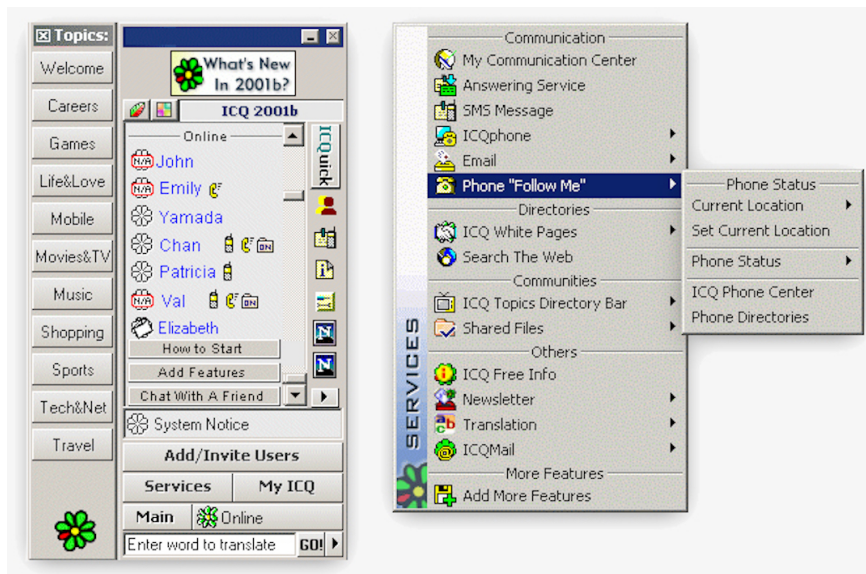 Topics:
Welcome
Careers
Games
Life&Love
Mobile
Movies&TV
Music
Shopping
Sports
Tech&Net
Travel
What's New
In 2001b?
ICQ 2001b
Online
N/A John
N/A Emily
Yamada
Chan ON
Patricia
N/A Val ON
Elizabeth
How to Start
Add Features
Chat With A Friend
ICQuick
N
N
System Notice
Add/Invite Users
Services My ICQ
Main Online
Enter word to translate GO!
SERVICES
Communication
My Communication Center
Answering Service
SMS Message
ICQphone
Email
Phone "Follow Me"
Directories
ICQ White Pages
Search The Web
Communities
ICQ Topics Directory Bar
Shared Files
Others
ICQ Free Info
Newsletter
Translation
ICQMail
More Features
Add More Features
Phone Status
Current Location
Set Current Location
Phone Status
ICQ Phone Center
Phone Directories